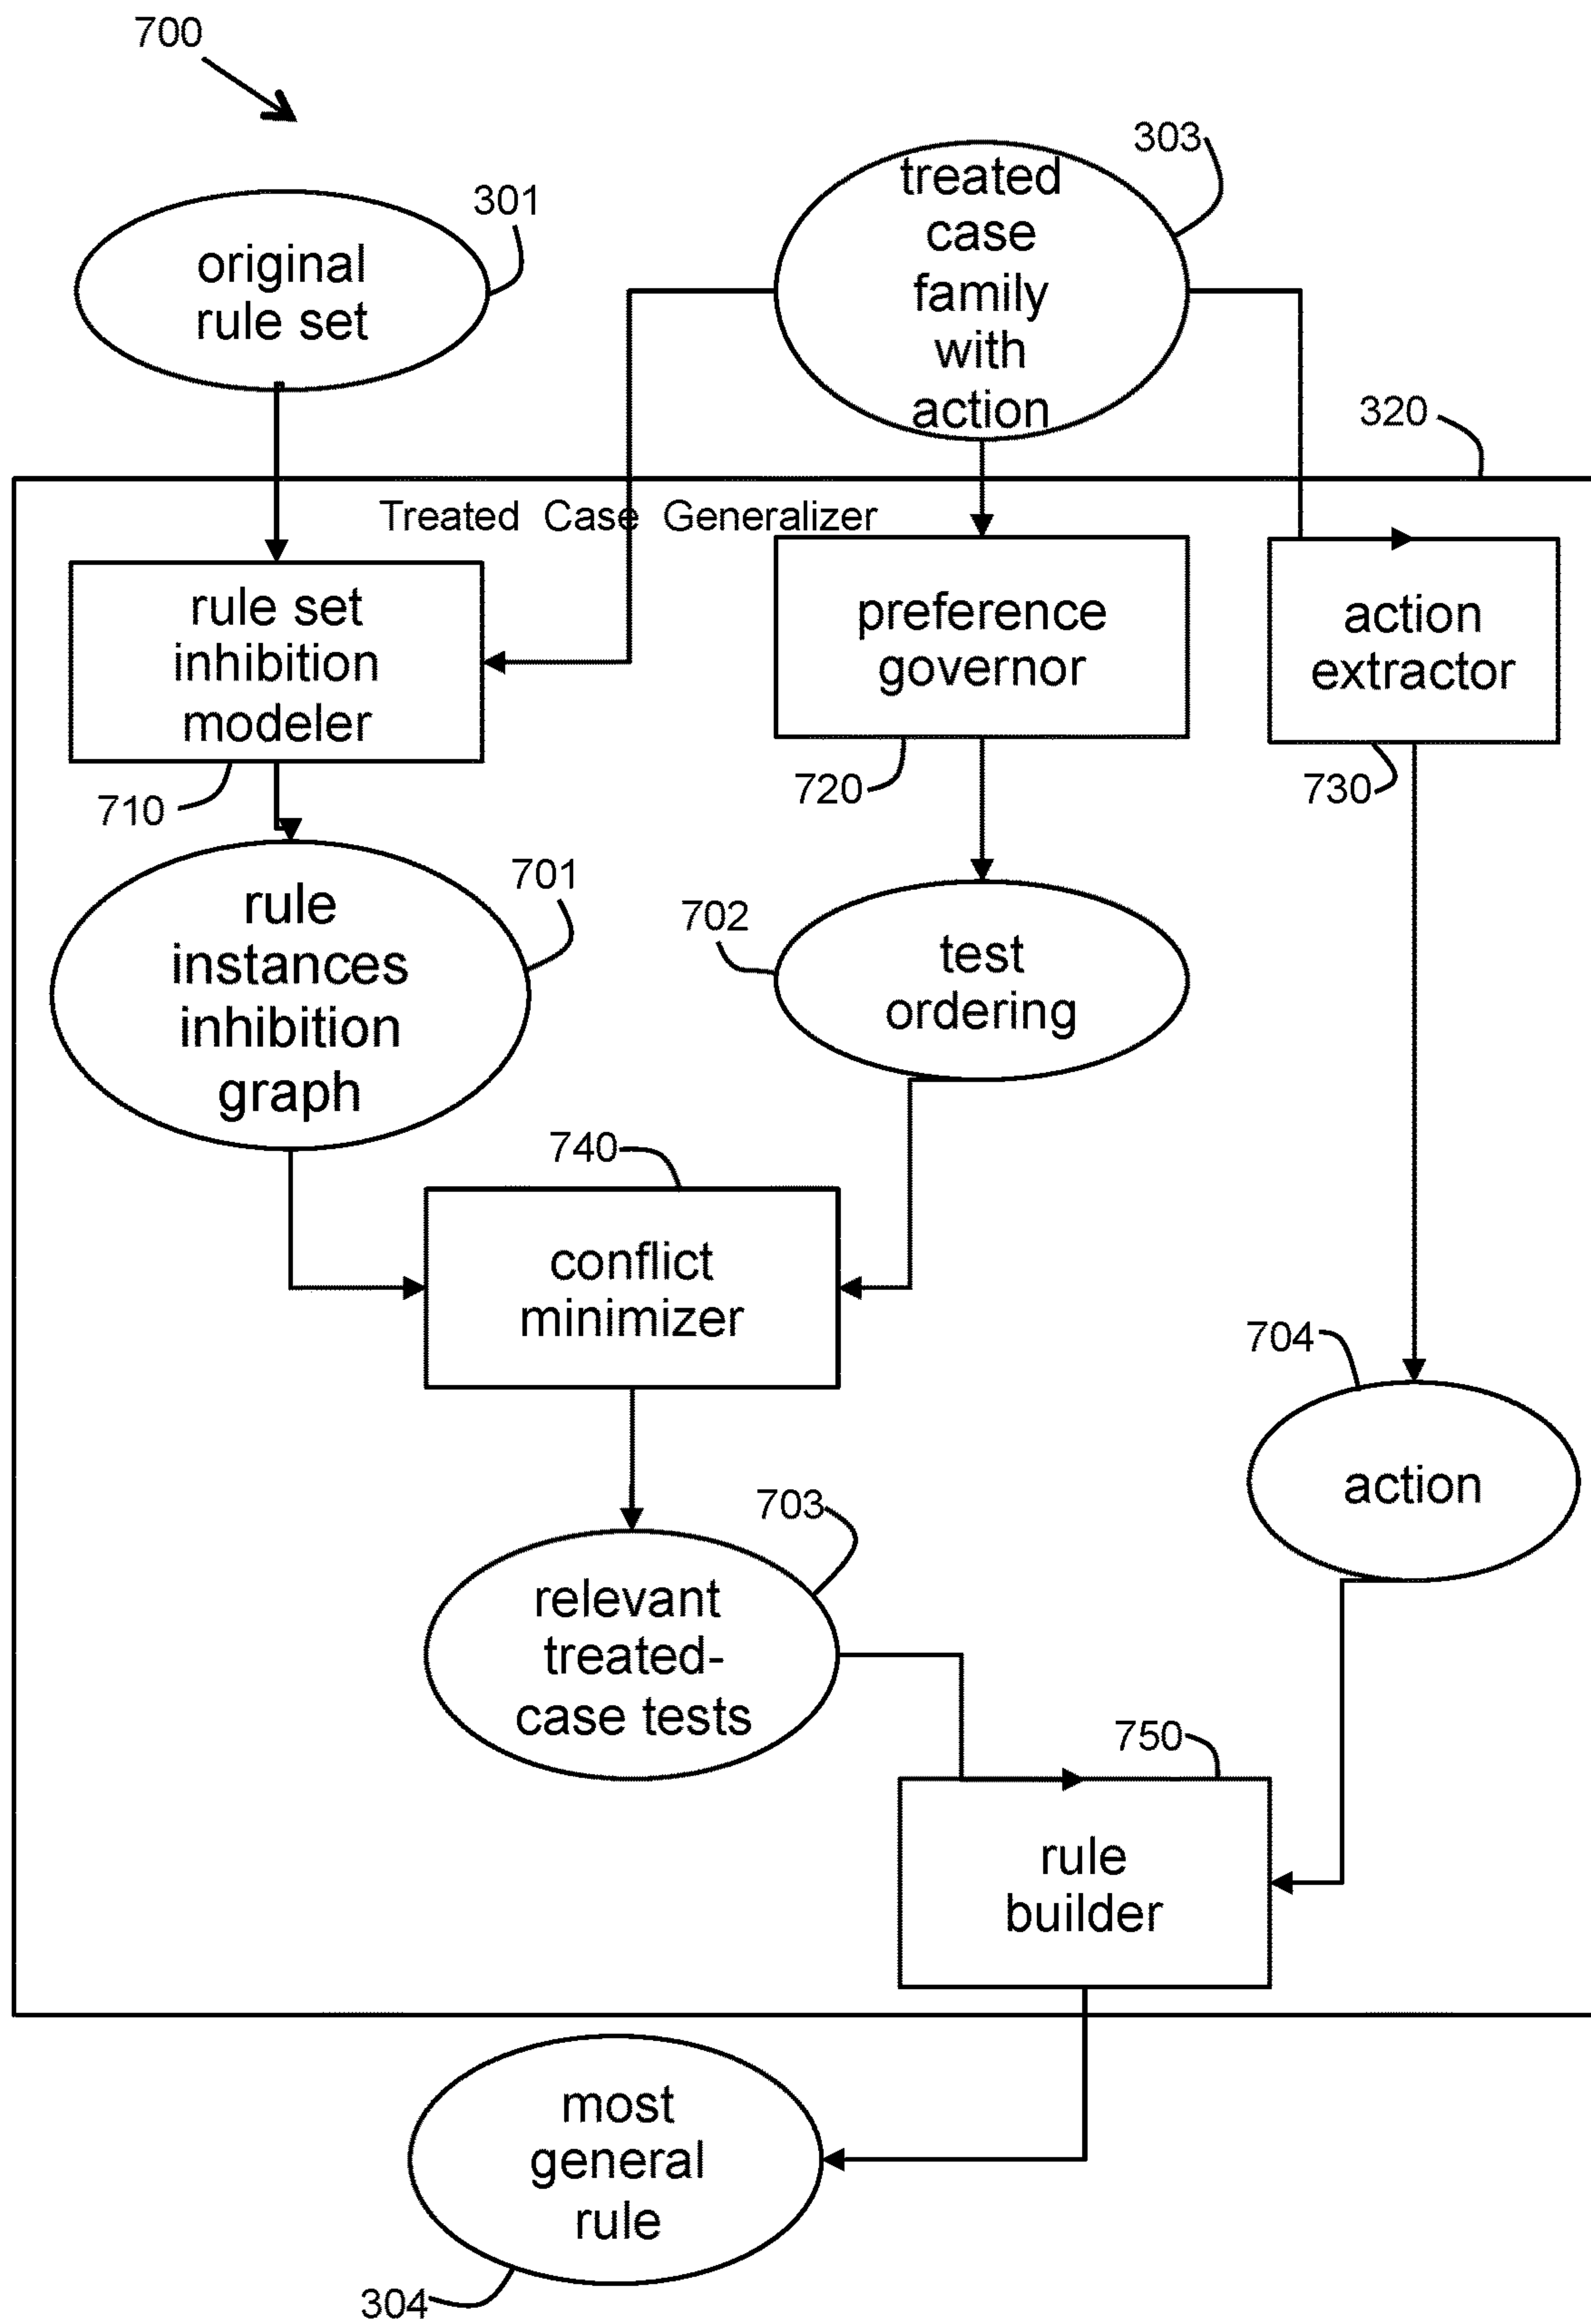 700
303
treated
case
family
with
action
301
original
rule set
320
Treated Case Generalizer
rule set
inhibition
modeler
preference
governor
action
extractor
710
720
730
701
rule
instances
inhibition
graph
702
test
ordering
740
conflict
minimizer
704
action
703
relevant
treated-
case tests
750
rule
builder
most
general
rule
304